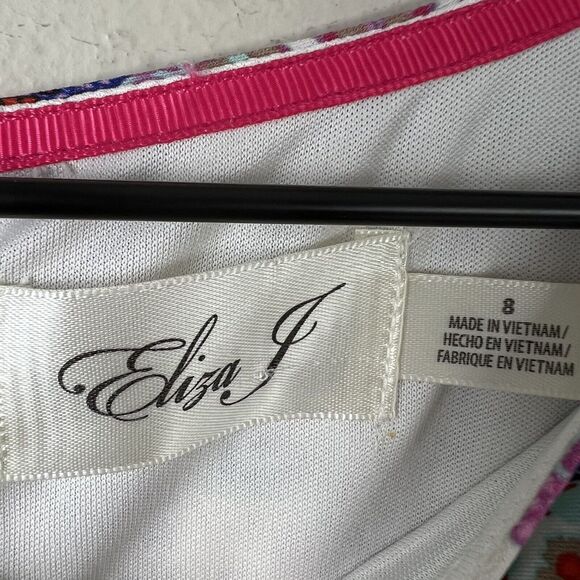 Eliza J
8
MADE IN VIETNAM/
HECHO EN VIETNAM/
FABRIQUE EN VIETNAM